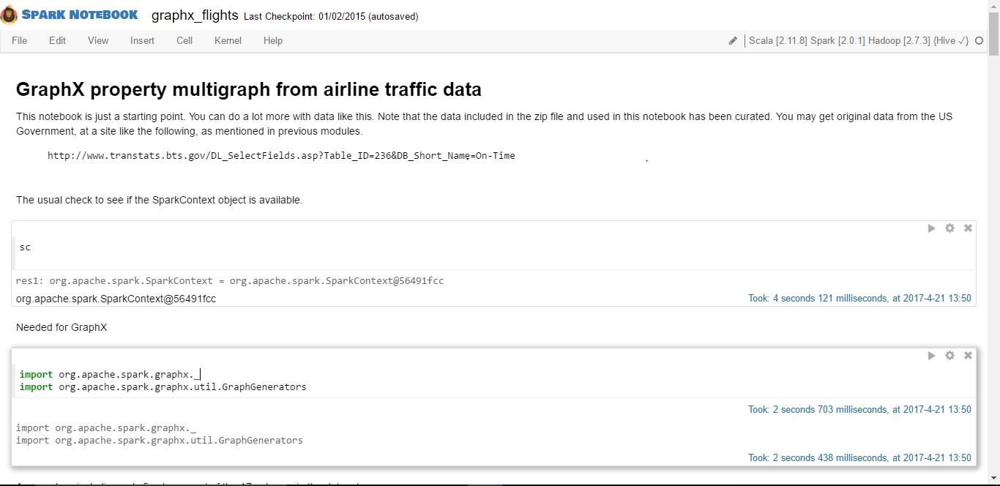 SPARK NOTEBOOK graphx_flights Last Checkpoint: 01/02/2015 (autosaved)
File Edit View Insert Cell Kernel Help Scala [2.11.8] Spark [2.0.1] Hadoop [2.7.3] {Hive ✓}
GraphX property multigraph from airline traffic data
This notebook is just a starting point. You can do a lot more with data like this. Note that the data included in the zip file and used in this notebook has been curated. You may get original data from the US
Government, at a site like the following, as mentioned in previous modules.
http://www.transtats.bts.gov/DL_SelectFields.asp?Table_ID=236&DB_Short_Name=On-Time
The usual check to see if the SparkContext object is available.
sc
res1: org.apache.spark.SparkContext = org.apache.spark.SparkContext@56491fcc
org.apache.spark.SparkContext@56491fcc
Took: 4 seconds 121 milliseconds, at 2017-4-21 13:50
Needed for GraphX
import org.apache.spark.graphx._
import org.apache.spark.graphx.util.GraphGenerators
Took: 2 seconds 703 milliseconds, at 2017-4-21 13:50
import org.apache.spark.graphx._
import org.apache.spark.graphx.util.GraphGenerators
Took: 2 seconds 438 milliseconds, at 2017-4-21 13:50